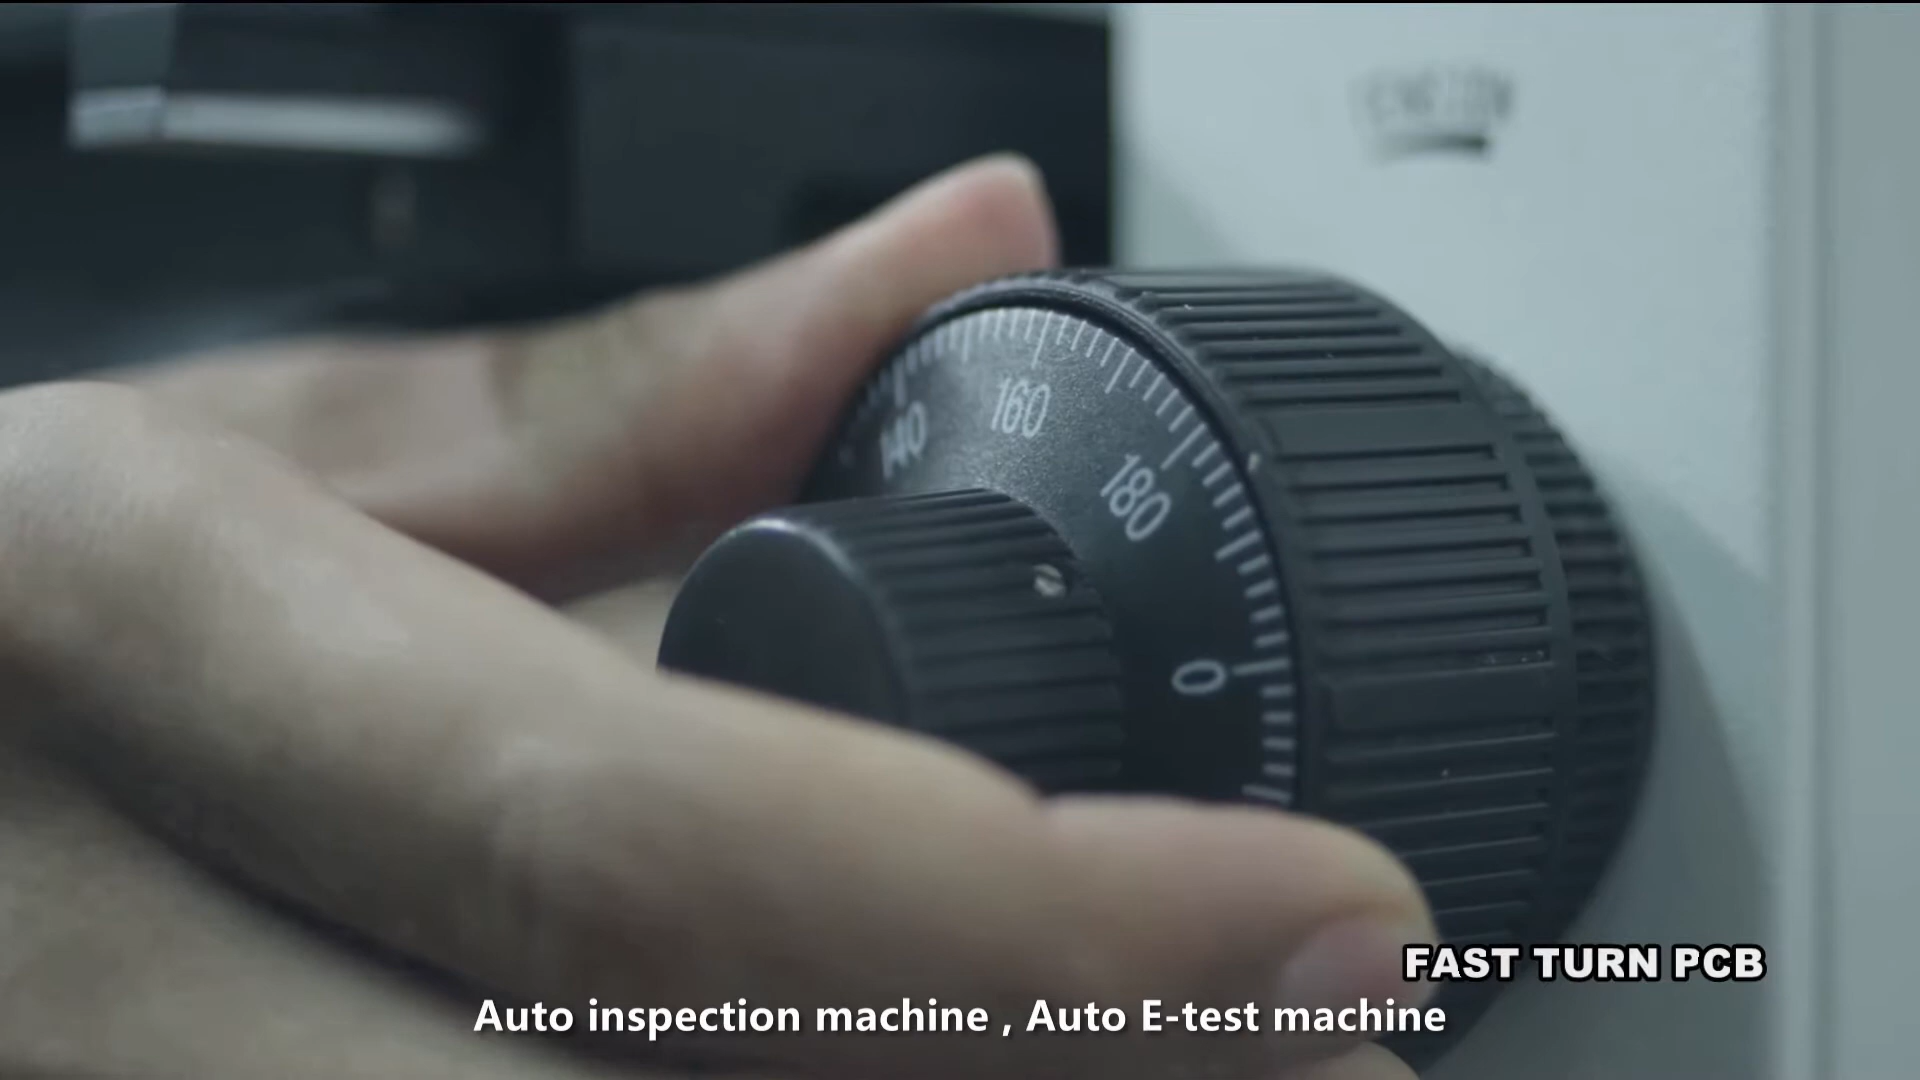 140
160
180
0
FAST TURN PCB
Auto inspection machine , Auto E-test machine